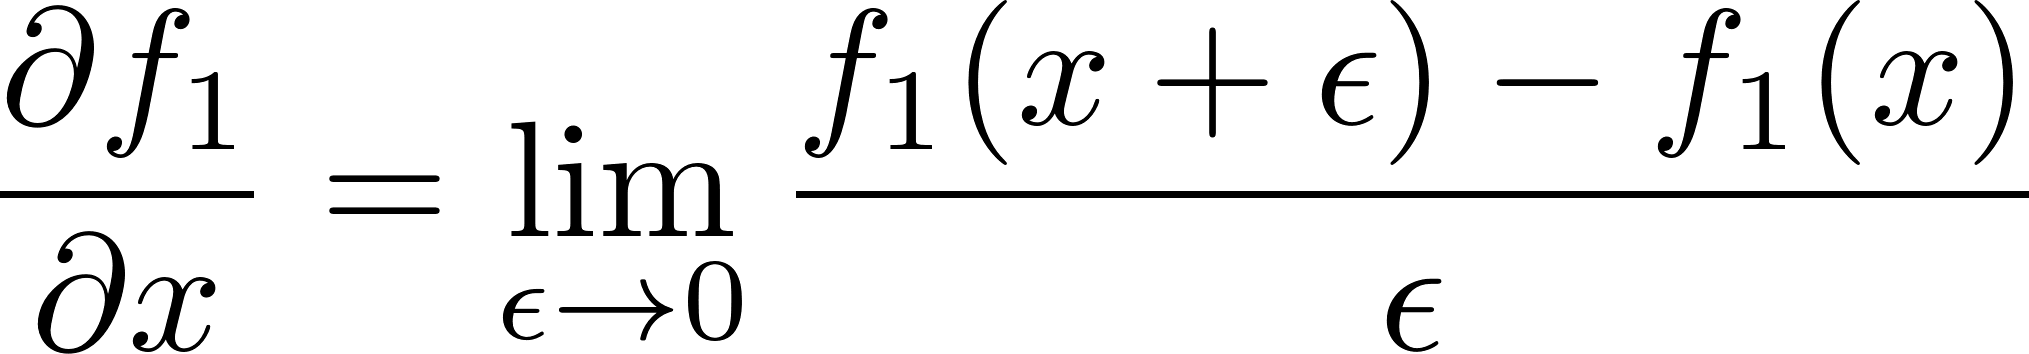 ∂f₁/∂x = lim_{ϵ→0} (f₁(x + ϵ) − f₁(x))/ϵ